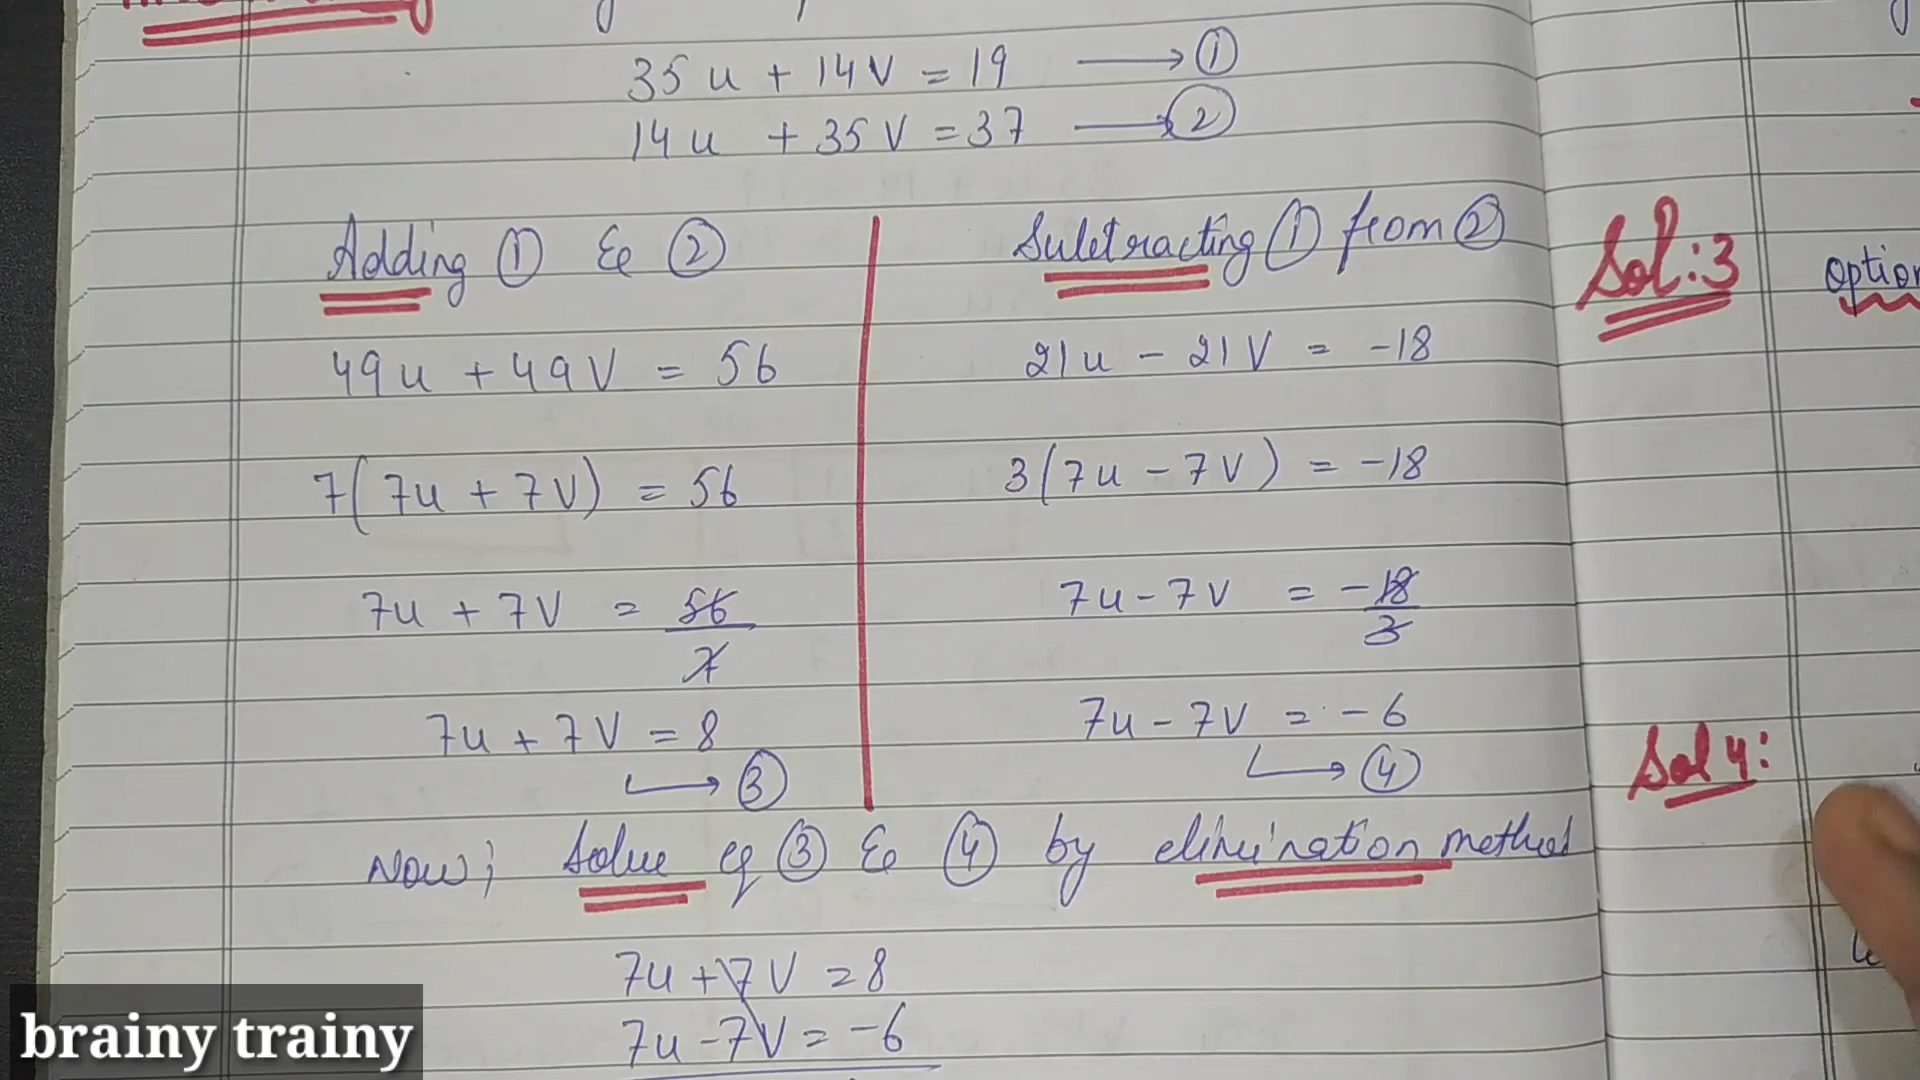 35u + 14v = 19 → ①
14u + 35v = 37 → ②
Adding ① & ②
49u + 49v = 56
7(7u + 7v) = 56
7u + 7v = 56/7
7u + 7v = 8
→ ③
Subtracting ① from ②
21u - 21v = -18
3(7u - 7v) = -18
7u - 7v = -18/3
7u - 7v = -6
→ ④
Now; Solve eq ③ & ④ by elimination method
7u + 7v = 8
7u - 7v = -6
Sol:3
Sol 4:
brainy trainy